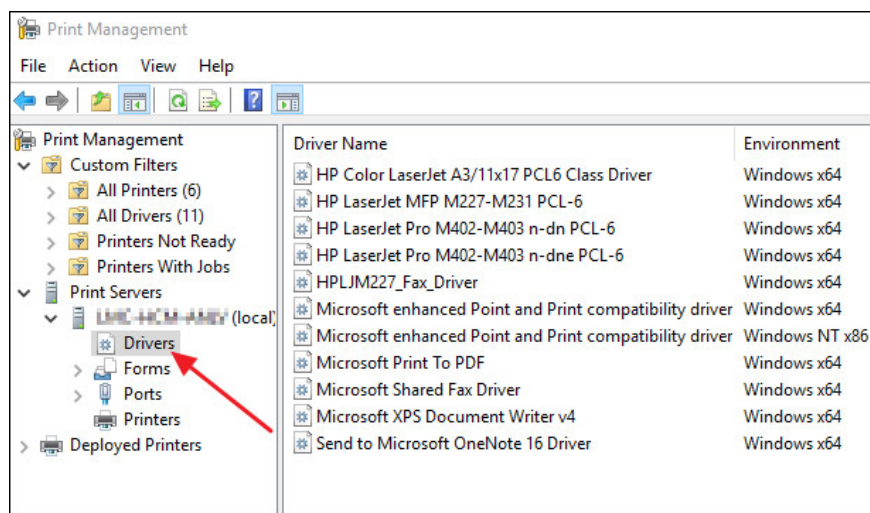 Print Management
File Action View Help
Print Management
Custom Filters
All Printers (6)
All Drivers (11)
Printers Not Ready
Printers With Jobs
Print Servers
(local)
Drivers
Forms
Ports
Printers
Deployed Printers
Driver Name Environment
HP Color LaserJet A3/11x17 PCL6 Class Driver Windows x64
HP LaserJet MFP M227-M231 PCL-6 Windows x64
HP LaserJet Pro M402-M403 n-dn PCL-6 Windows x64
HP LaserJet Pro M402-M403 n-dne PCL-6 Windows x64
HPLJM227_Fax_Driver Windows x64
Microsoft enhanced Point and Print compatibility driver Windows x64
Microsoft enhanced Point and Print compatibility driver Windows NT x86
Microsoft Print To PDF Windows x64
Microsoft Shared Fax Driver Windows x64
Microsoft XPS Document Writer v4 Windows x64
Send to Microsoft OneNote 16 Driver Windows x64